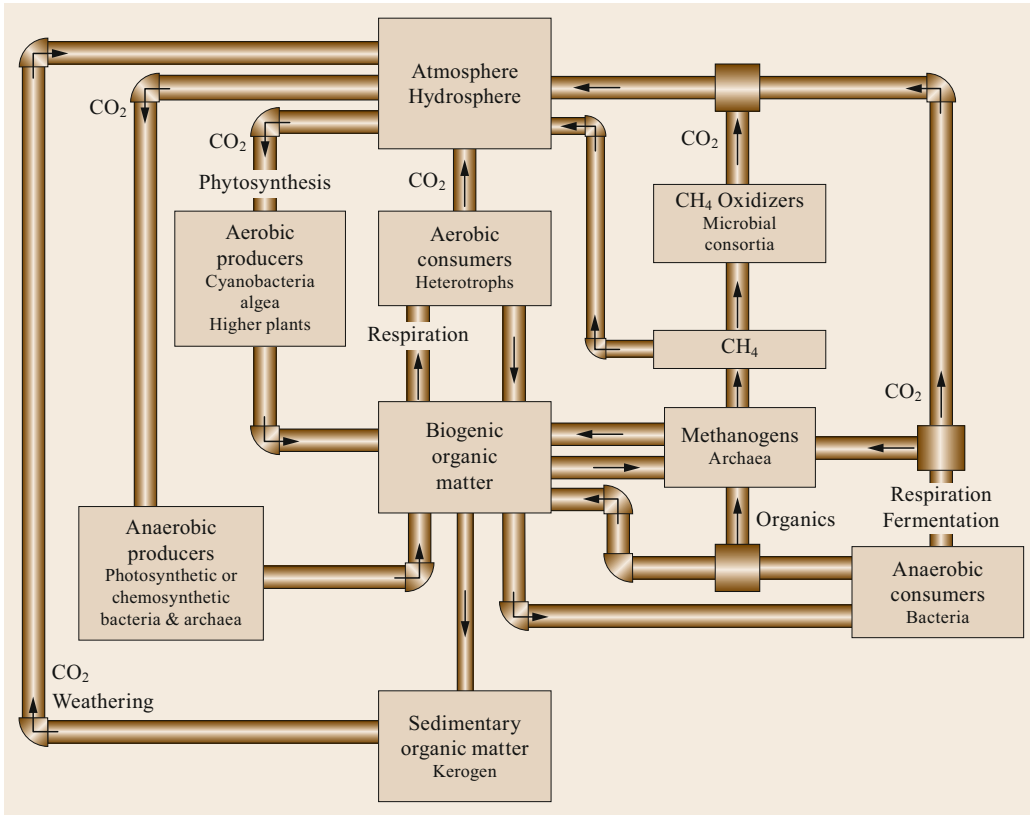 Atmosphere
Hydrosphere
CO₂
CO₂
Phytosynthesis
CO₂
CO₂
CH₄ Oxidizers
Microbial
consortia
Aerobic
producers
Cyanobacteria
algea
Higher plants
Aerobic
consumers
Heterotrophs
Respiration
CH₄
CO₂
Biogenic
organic
matter
Methanogens
Archaea
Respiration
Fermentation
Organics
Anaerobic
producers
Photosynthetic or
chemosynthetic
bacteria & archaea
Anaerobic
consumers
Bacteria
CO₂
Weathering
Sedimentary
organic matter
Kerogen